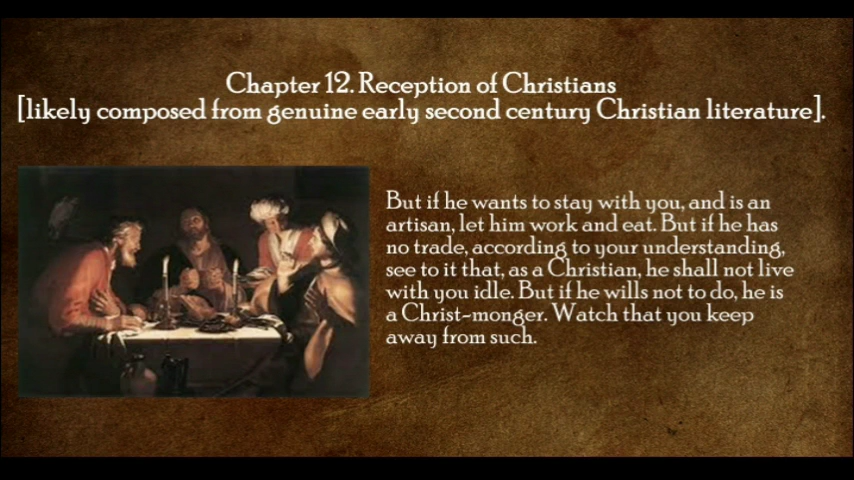 Chapter 12. Reception of Christians
[likely composed from genuine early second century Christian literature].
But if he wants to stay with you, and is an
artisan, let him work and eat. But if he has
no trade, according to your understanding,
see to it that, as a Christian, he shall not live
with you idle. But if he wills not to do, he is
a Christ-monger. Watch that you keep
away from such.